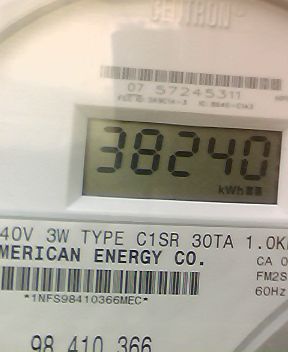 CENTRON
07 57245311
38240
kWh
40V 3W TYPE C1SR 30TA 1.0K
MERICAN ENERGY CO.
CA 0
FM2S
*1NFS98410366MEC*
60Hz
98 410 366